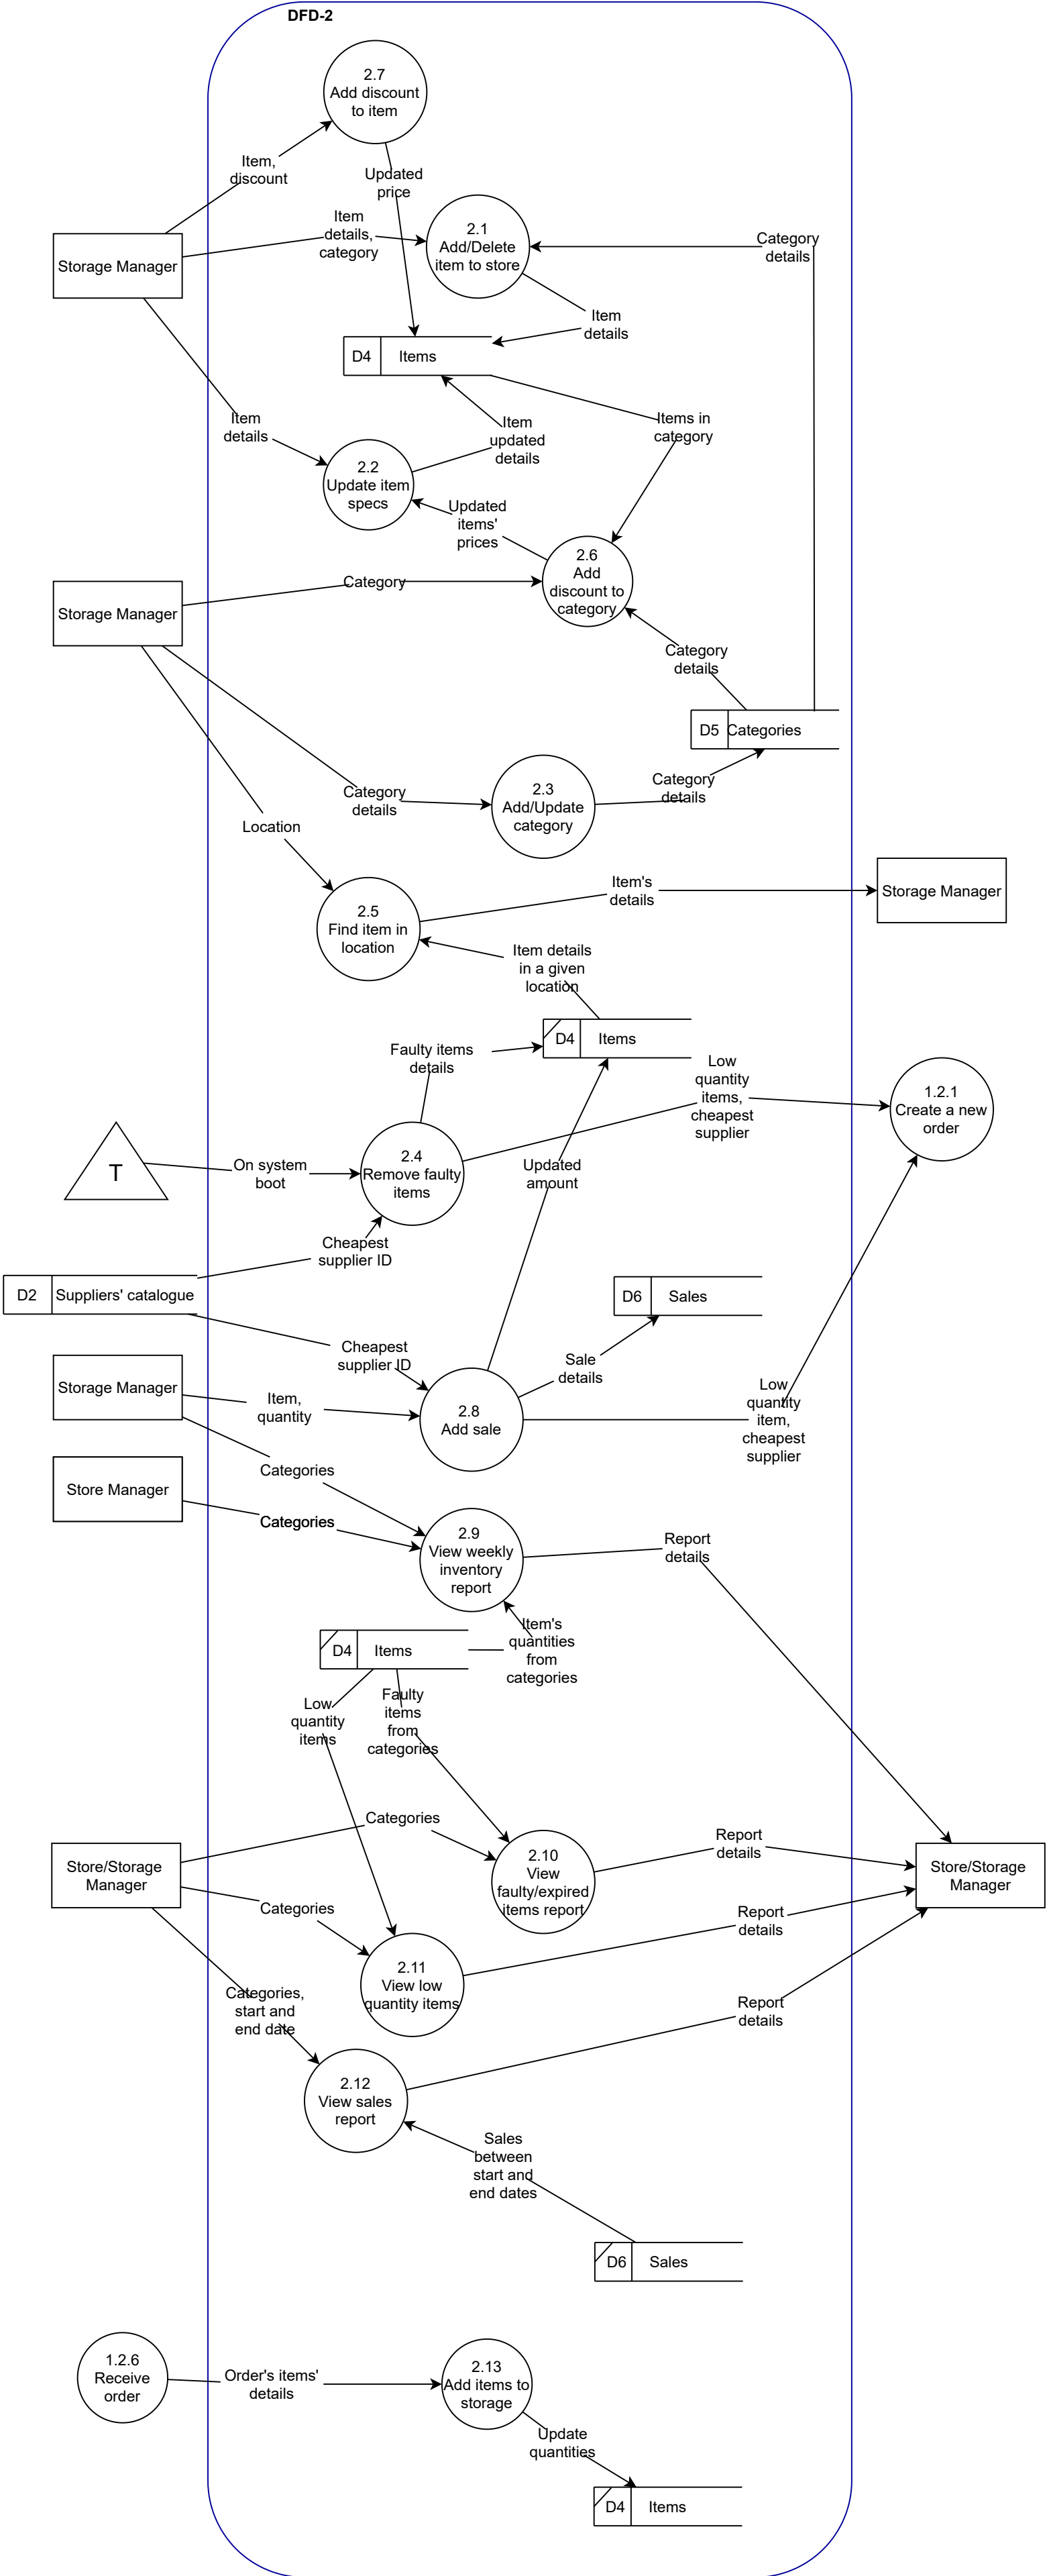 DFD-2
2.7
Add discount
to item
Item,
discount
Updated
price
Item
details,
category
2.1
Add/Delete
item to store
Category
details
Storage Manager
Item
details
D4
Items
Item
details
Item
updated
details
Items in
category
2.2
Update item
specs
Updated
items'
prices
2.6
Add
discount to
category
Storage Manager
Category
Category
details
D5
Categories
Category
details
2.3
Add/Update
category
Category
details
Location
2.5
Find item in
location
Item's
details
Storage Manager
Item details
in a given
location
D4
Items
Faulty items
details
Low
quantity
items,
cheapest
supplier
1.2.1
Create a new
order
T
On system
boot
2.4
Remove faulty
items
Updated
amount
Cheapest
supplier ID
D2
Suppliers' catalogue
D6
Sales
Cheapest
supplier ID
Sale
details
Storage Manager
Item,
quantity
2.8
Add sale
Low
quantity
item,
cheapest
supplier
Categories
Store Manager
Categories
2.9
View weekly
inventory
report
Report
details
D4
Items
Item's
quantities
from
categories
Low
quantity
items
Faulty
items
from
categories
Categories
Store/Storage
Manager
2.10
View
faulty/expired
items report
Report
details
Store/Storage
Manager
Categories
2.11
View low
quantity items
Report
details
Categories,
start and
end date
Report
details
2.12
View sales
report
Sales
between
start and
end dates
D6
Sales
1.2.6
Receive
order
Order's items'
details
2.13
Add items to
storage
Update
quantities
D4
Items